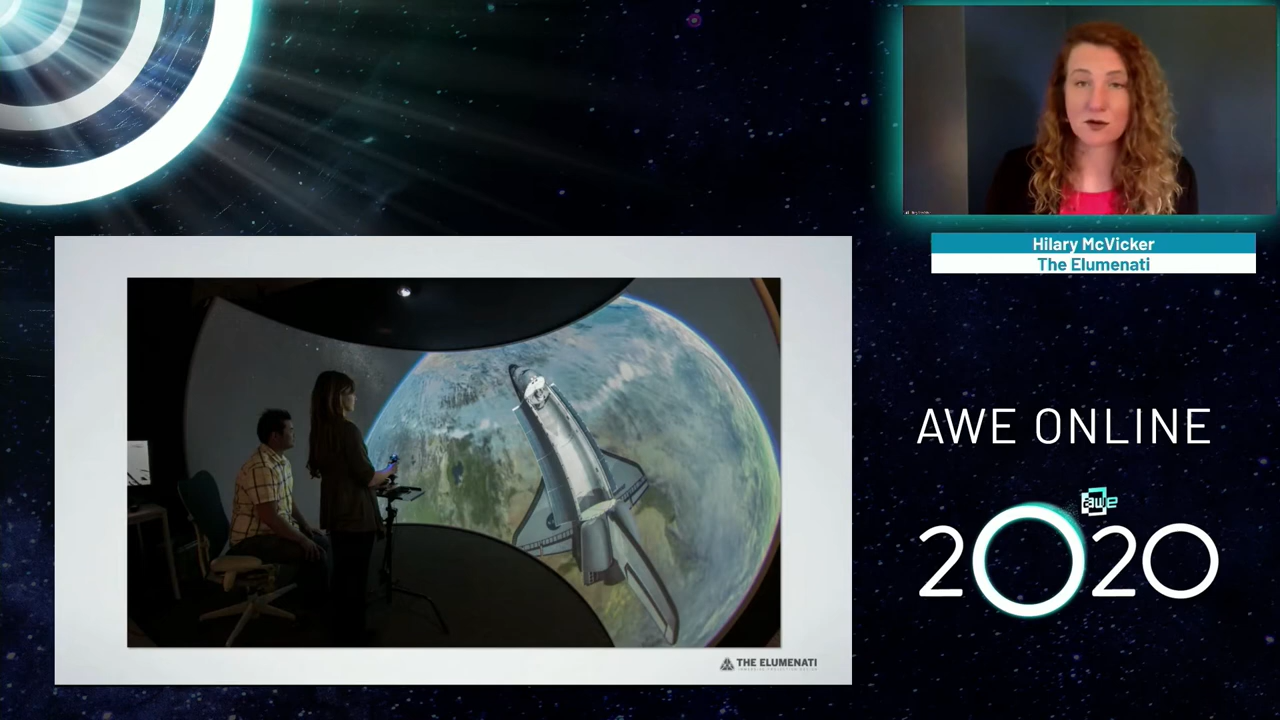 Hilary McVicker
The Elumenati
AWE ONLINE
awe
2020
THE ELUMENATI